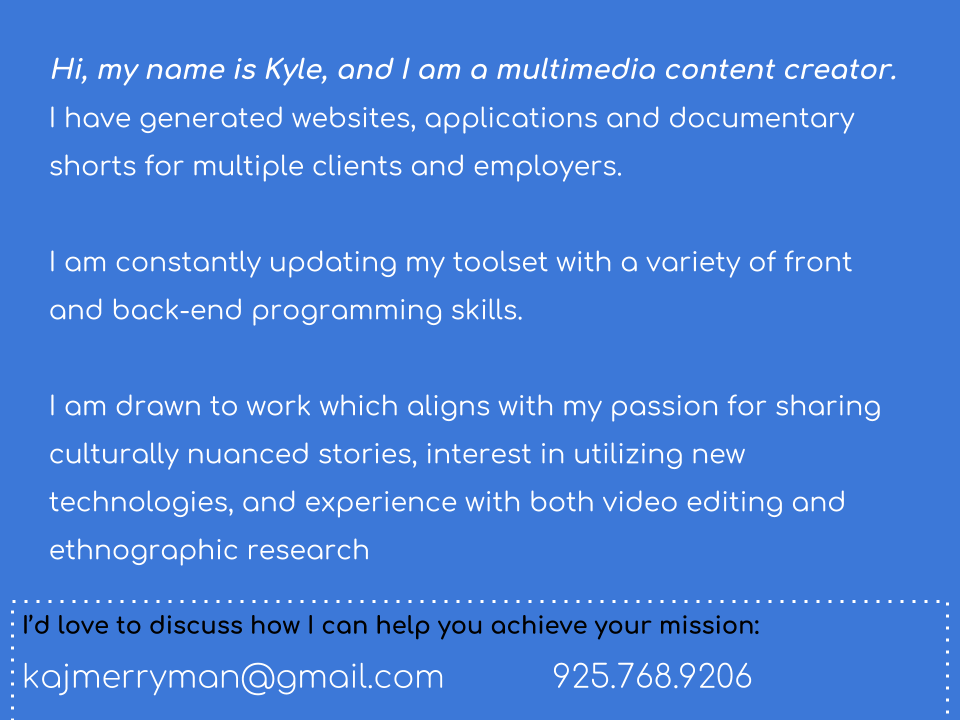 Hi, my name is Kyle, and I am a multimedia content creator.
I have generated websites, applications and documentary
shorts for multiple clients and employers.
I am constantly updating my toolset with a variety of front
and back-end programming skills.
I am drawn to work which aligns with my passion for sharing
culturally nuanced stories, interest in utilizing new
technologies, and experience with both video editing and
ethnographic research
I'd love to discuss how I can help you achieve your mission:
kajmerryman@gmail.com 925.768.9206